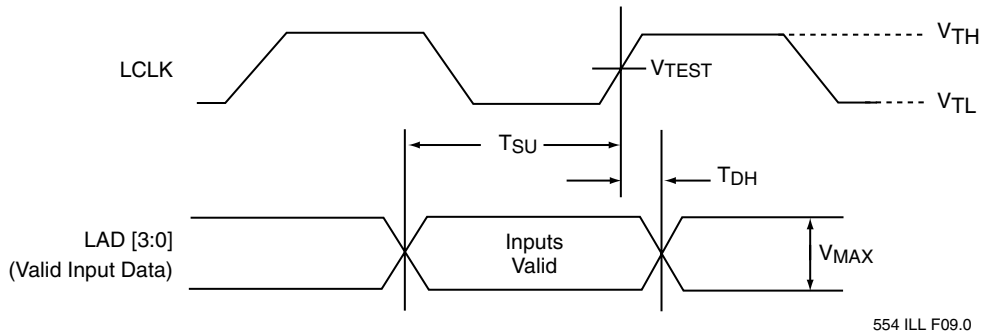 VTH
LCLK
VTEST
VTL
TSU
TDH
LAD [3:0]
(Valid Input Data)
Inputs
Valid
VMAX
554 ILL F09.0